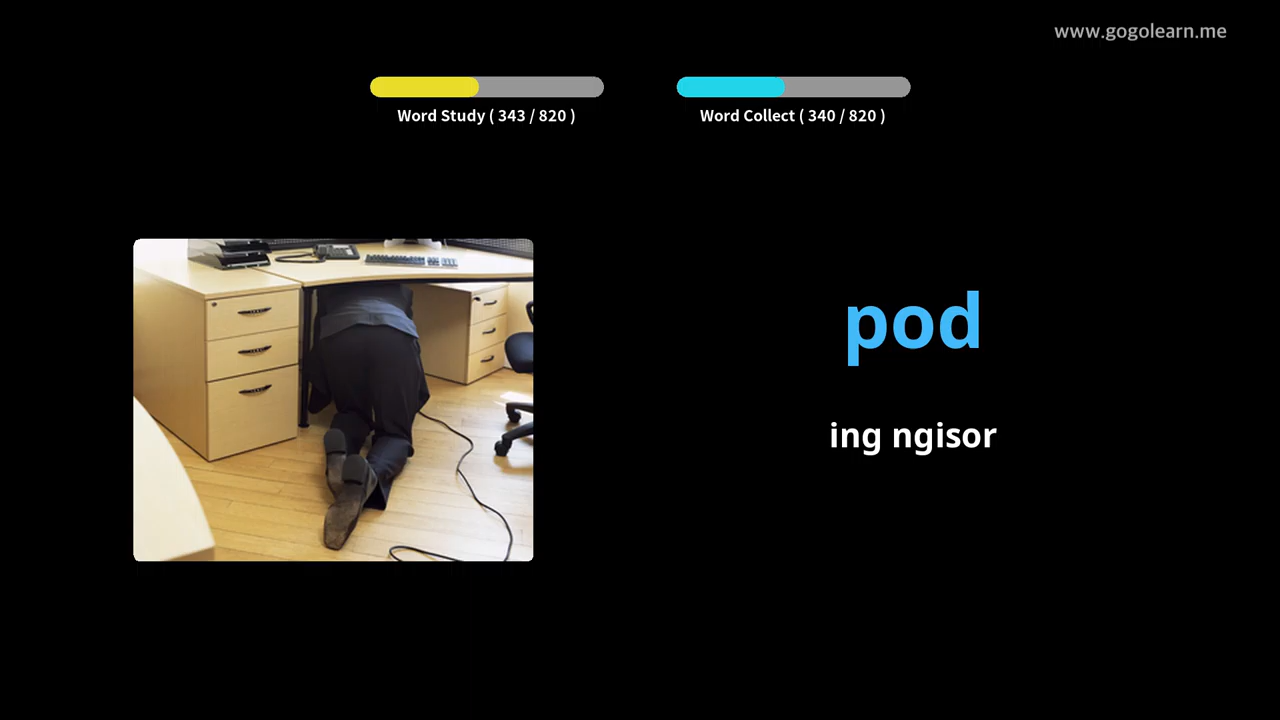 www.gogolearn.me
Word Study ( 343 / 820 )
Word Collect ( 340 / 820 )
pod
ing ngisor